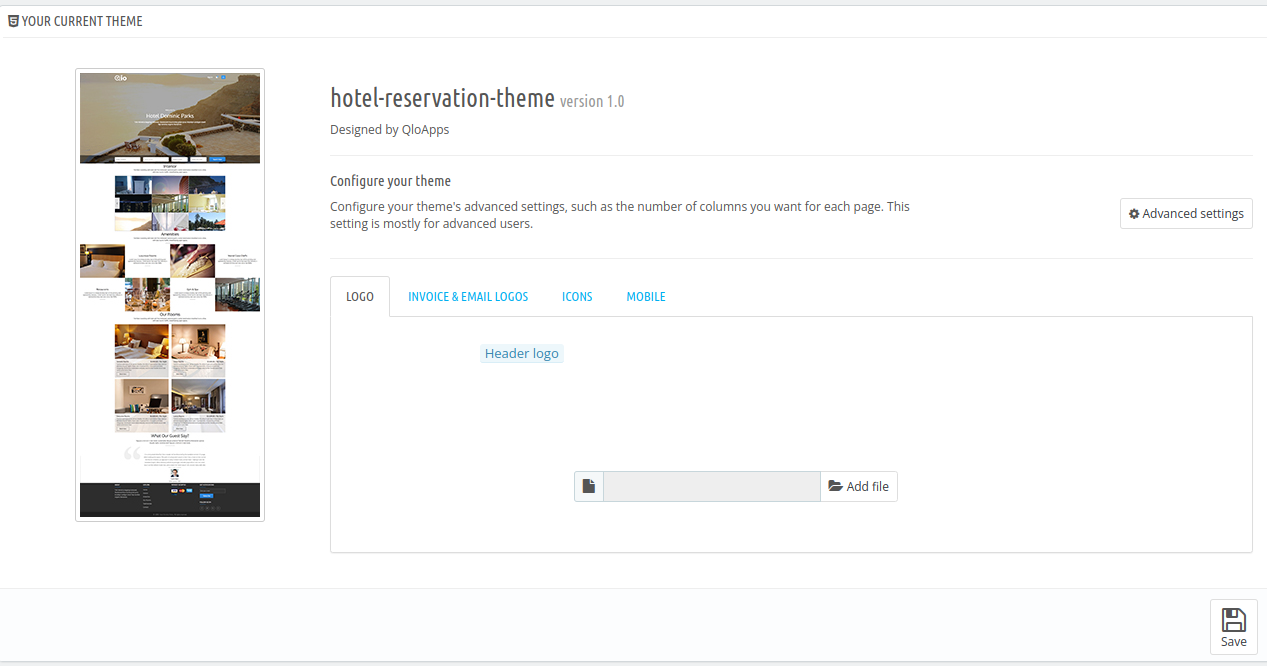 YOUR CURRENT THEME
Qlo
Hotel Dominic Parks
Interior
Amenities
Our Rooms
What Our Guest Say?
hotel-reservation-theme version 1.0
Designed by QloApps
Configure your theme
Configure your theme's advanced settings, such as the number of columns you want for each page. This
setting is mostly for advanced users.
Advanced settings
LOGO INVOICE & EMAIL LOGOS ICONS MOBILE
Header logo
Add file
Save